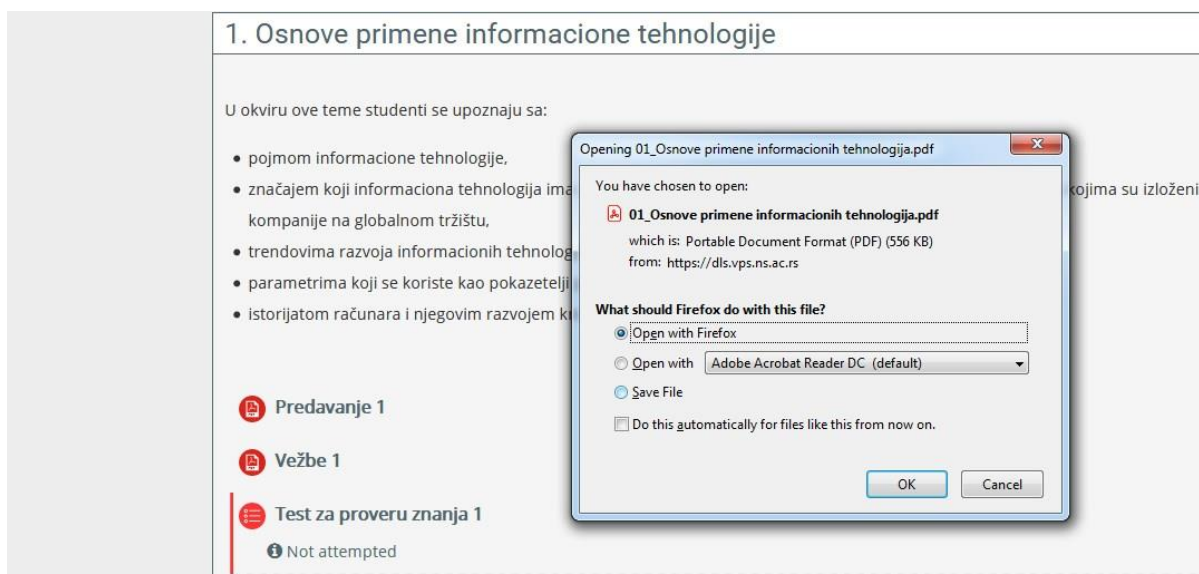 1. Osnove primene informacione tehnologije
U okviru ove teme studenti se upoznaju sa:
• pojmom informacione tehnologije,
• značajem koji informaciona tehnologija ima
kojima su izloženi
kompanije na globalnom tržištu,
• trendovima razvoja informacionih tehnolog
• parametrima koji se koriste kao pokazetelji
• istorijatom računara i njegovim razvojem k
Predavanje 1
Vežbe 1
Test za proveru znanja 1
Not attempted
Opening 01_Osnove primene informacionih tehnologija.pdf
You have chosen to open:
01_Osnove primene informacionih tehnologija.pdf
which is: Portable Document Format (PDF) (556 KB)
from: https://dls.vps.ns.ac.rs
What should Firefox do with this file?
Open with Firefox
Open with Adobe Acrobat Reader DC (default)
Save File
Do this automatically for files like this from now on.
OK Cancel